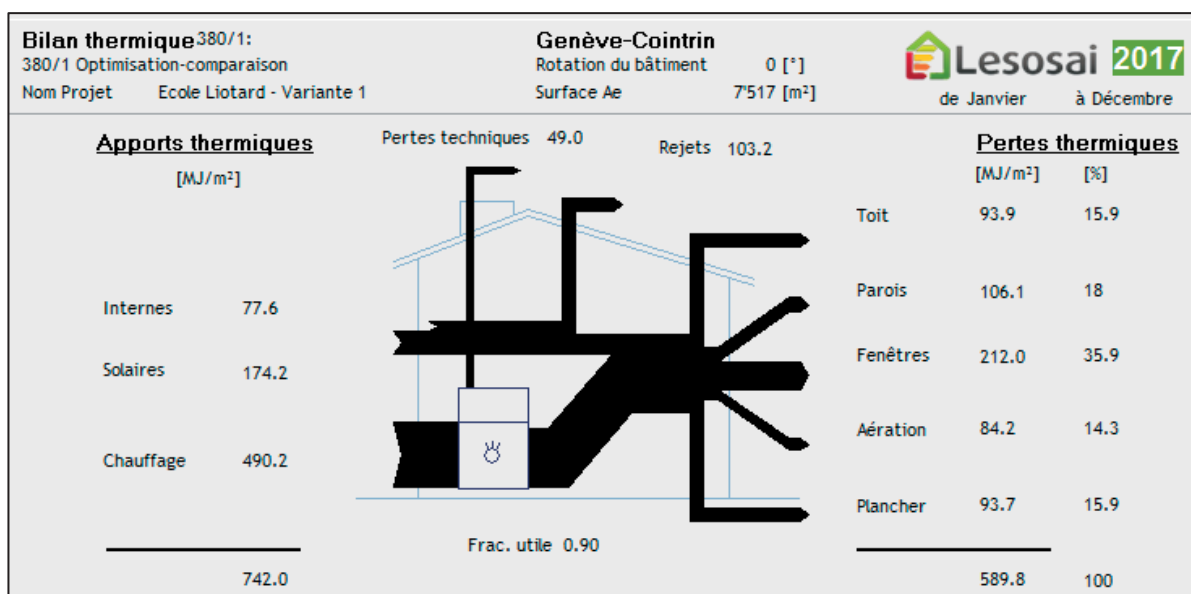 Bilan thermique 380/1:
380/1 Optimisation-comparaison
Nom Projet Ecole Liotard - Variante 1
Genève-Cointrin
Rotation du bâtiment 0 [°]
Surface Ae 7'517 [m²]
Lesosai 2017
de Janvier à Décembre
Apports thermiques
[MJ/m²]
Pertes techniques 49.0
Rejets 103.2
Pertes thermiques
[MJ/m²] [%]
Toit 93.9 15.9
Internes 77.6
Parois 106.1 18
Solaires 174.2
Fenêtres 212.0 35.9
Chauffage 490.2
Aération 84.2 14.3
Plancher 93.7 15.9
Frac. utile 0.90
742.0
589.8 100